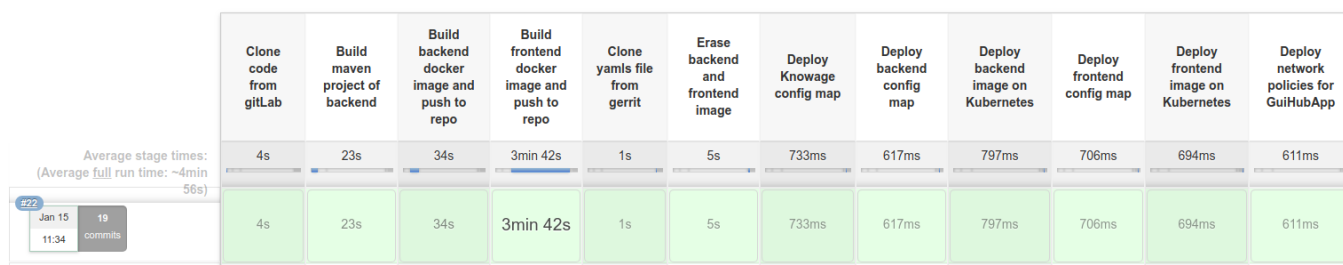 Clone
code
from
gitLab
Build
maven
project of
backend
Build
backend
docker
image and
push to
repo
Build
frontend
docker
image and
push to
repo
Clone
yamls file
from
gerrit
Erase
backend
and
frontend
image
Deploy
Knowage
config map
Deploy
backend
config
map
Deploy
backend
image on
Kubernetes
Deploy
frontend
config map
Deploy
frontend
image on
Kubernetes
Deploy
network
policies for
GuiHubApp
Average stage times:
(Average full run time: ~4min
56s)
4s 23s 34s 3min 42s 1s 5s 733ms 617ms 797ms 706ms 694ms 611ms
#22
Jan 15
11:34
19
commits
4s 23s 34s 3min 42s 1s 5s 733ms 617ms 797ms 706ms 694ms 611ms